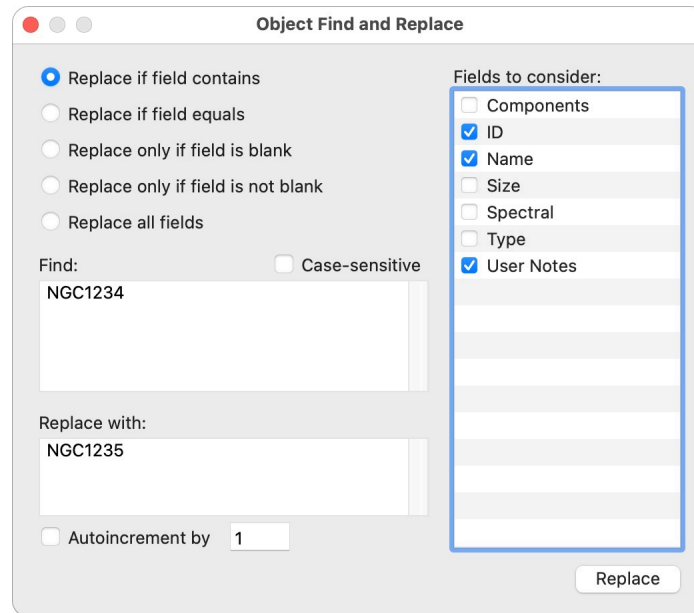 Object Find and Replace
Replace if field contains
Replace if field equals
Replace only if field is blank
Replace only if field is not blank
Replace all fields
Find:
Case-sensitive
NGC1234
Replace with:
NGC1235
Autoincrement by
1
Fields to consider:
Components
ID
Name
Size
Spectral
Type
User Notes
Replace